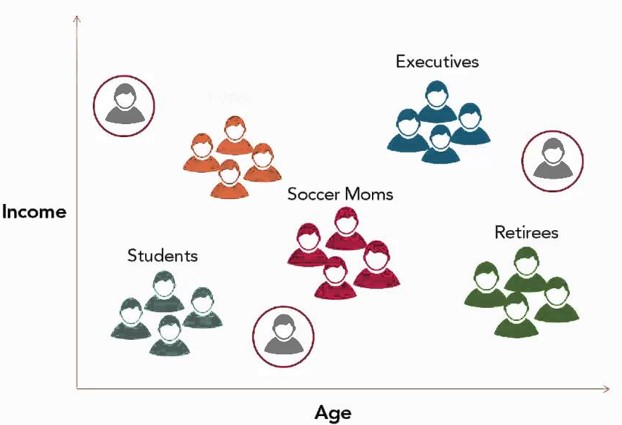 Executives
Soccer Moms
Income
Retirees
Students
Age